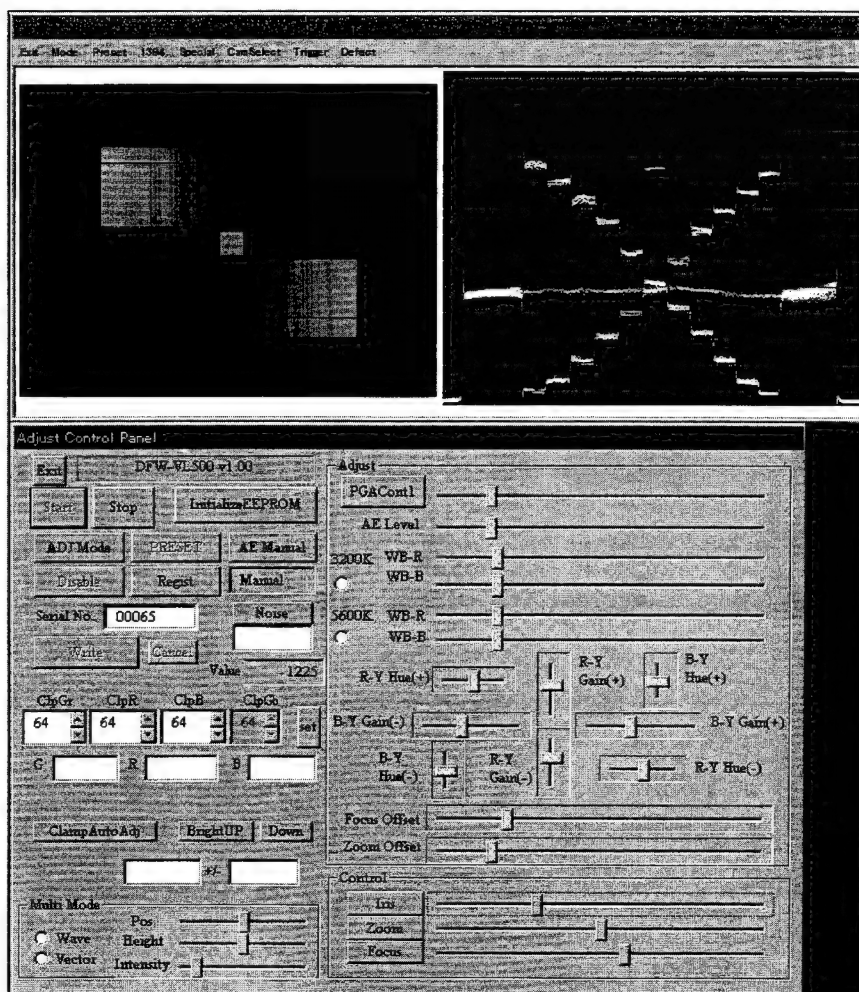 Exit Mode Preset 1394 Special CamSelect Trigger Defect
Adjust Control Panel
Exit DFW-VL500 v1.00
Start Stop InitializeEEPROM
ADJ Mode PRESET AE Manual
Disable Regist Manual
Serial No. 00065 Noise
Write Cancel
Value 1225
ClpGr ClpR ClpB ClpGb
64 64 64 64 Set
G R B
ClampAutoAdj BrightUP Down
+/-
Multi Mode
Pos
Wave Height
Vector Intensity
Adjust
PGACont1
AE Level
3200K WB-R
WB-B
5600K WB-R
WB-B
R-Y Hue(+) R-Y Gain(+) B-Y Hue(+)
B-Y Gain(-) B-Y Gain(+)
B-Y Hue(-) R-Y Gain(-) R-Y Hue(-)
Focus Offset
Zoom Offset
Control
Iris
Zoom
Focus